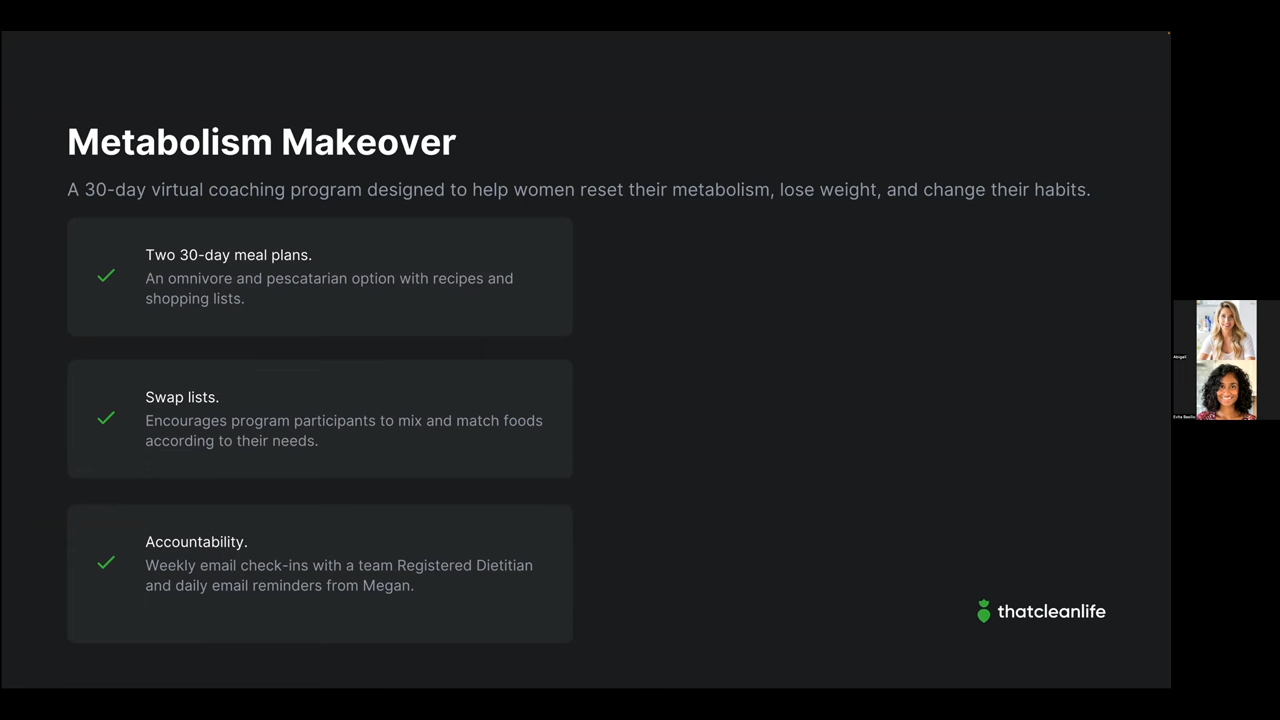 Metabolism Makeover
A 30-day virtual coaching program designed to help women reset their metabolism, lose weight, and change their habits.
Two 30-day meal plans.
An omnivore and pescatarian option with recipes and
shopping lists.
Swap lists.
Encourages program participants to mix and match foods
according to their needs.
Accountability.
Weekly email check-ins with a team Registered Dietitian
and daily email reminders from Megan.
thatcleanlife
Abigail
Evita Basilio